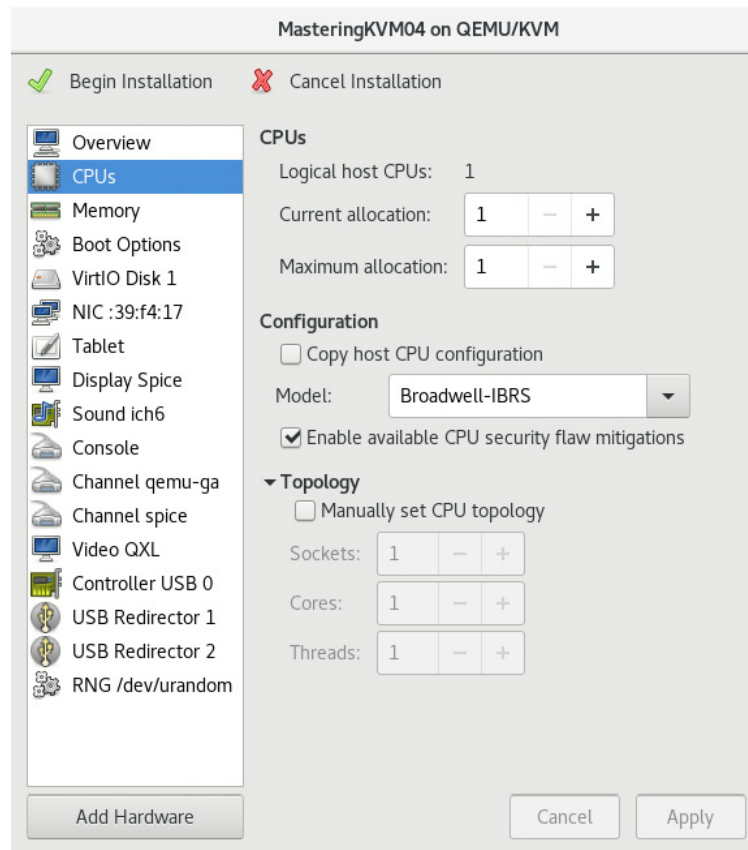 MasteringKVM04 on QEMU/KVM
Begin Installation Cancel Installation
Overview
CPUs
Memory
Boot Options
VirtIO Disk 1
NIC :39:f4:17
Tablet
Display Spice
Sound ich6
Console
Channel qemu-ga
Channel spice
Video QXL
Controller USB 0
USB Redirector 1
USB Redirector 2
RNG /dev/urandom
Add Hardware
CPUs
Logical host CPUs: 1
Current allocation: 1 − +
Maximum allocation: 1 − +
Configuration
Copy host CPU configuration
Model: Broadwell-IBRS
Enable available CPU security flaw mitigations
Topology
Manually set CPU topology
Sockets: 1 − +
Cores: 1 − +
Threads: 1 − +
Cancel Apply